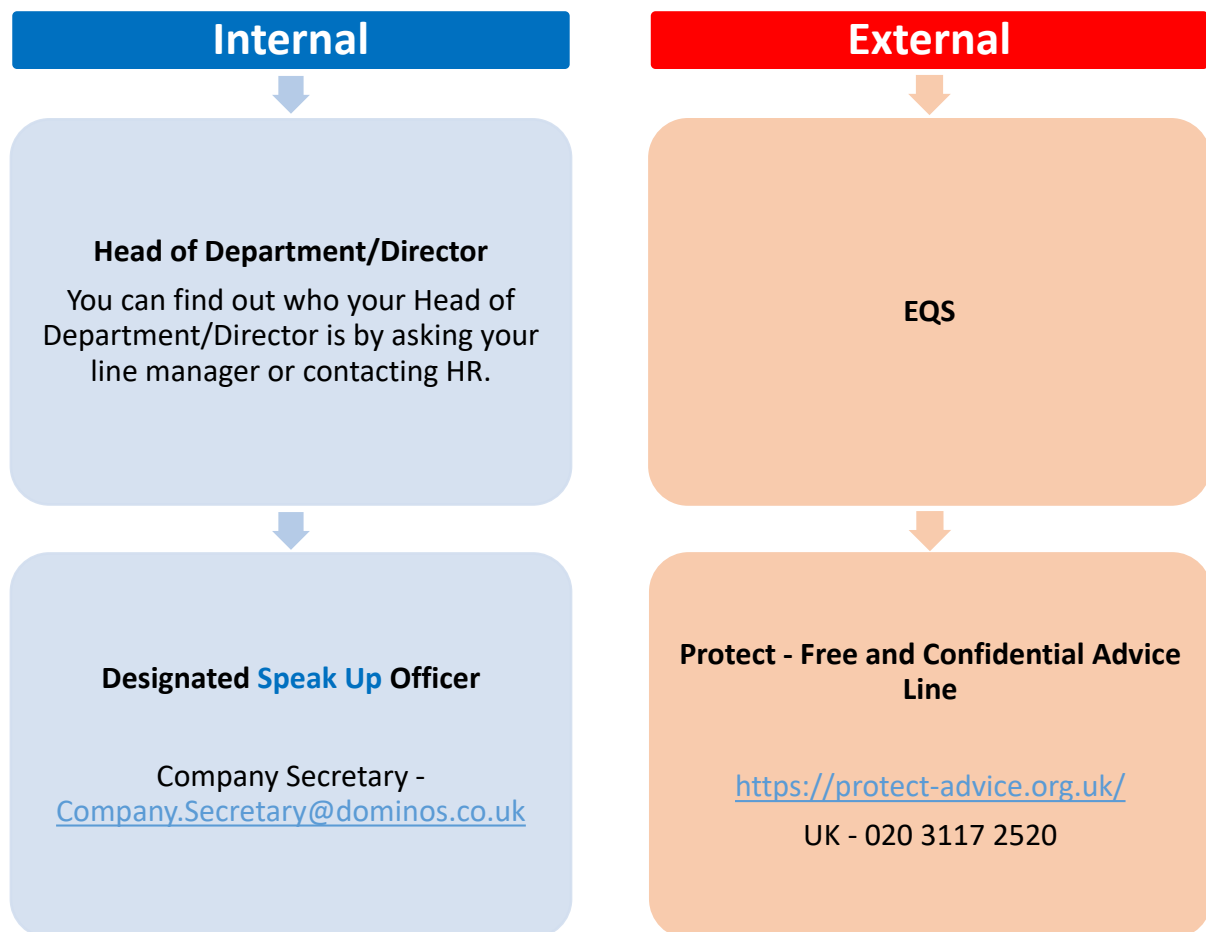 Internal
Head of Department/Director
You can find out who your Head of
Department/Director is by asking your
line manager or contacting HR.
Designated Speak Up Officer
Company Secretary -
Company.Secretary@dominos.co.uk
External
EQS
Protect - Free and Confidential Advice
Line
https://protect-advice.org.uk/
UK - 020 3117 2520